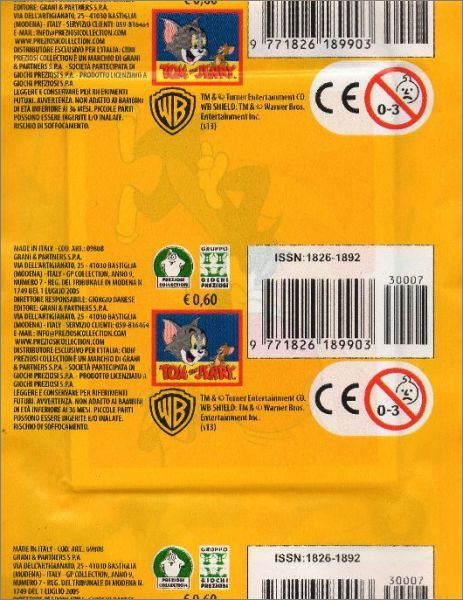 EDITORE: GRANI & PARTNERS S.P.A.
VIA DELL'ARTIGIANATO, 25 - 41030 BASTIGLIA
(MODENA) - ITALY - SERVIZIO CLIENTI: 059-816464
E-MAIL: INFO@PREZIOSICOLLECTION.COM
WWW.PREZIOSICOLLECTION.COM
DISTRIBUTORE ESCLUSIVO PER L'ITALIA: CIDIF
PREZIOSI COLLECTION È UN MARCHIO DI GRANI
& PARTNERS S.P.A. - SOCIETÀ PARTECIPATA DI
GIOCHI PREZIOSI S.P.A. - PRODOTTO LICENZIATO A
GIOCHI PREZIOSI S.P.A.
LEGGERE E CONSERVARE PER RIFERIMENTI
FUTURI. AVVERTENZA. NON ADATTO AI BAMBINI
DI ETÀ INFERIORE AI 36 MESI. PICCOLE PARTI
POSSONO ESSERE INGERITE E/O INALATE.
RISCHIO DI SOFFOCAMENTO.
€ 0,60
TOM AND JERRY
WB
TM & © Turner Entertainment CO.
WB SHIELD: TM & © Warner Bros.
Entertainment Inc.
(s13)
9 771826 189903
CE
0-3
MADE IN ITALY - COD. ART.: 09808
GRANI & PARTNERS S.P.A.
VIA DELL'ARTIGIANATO, 25 - 41030 BASTIGLIA
(MODENA) - ITALY - GP COLLECTION, ANNO 9,
NUMERO 7 - REG. DEL TRIBUNALE DI MODENA N.
1749 DEL 1 LUGLIO 2005
DIRETTORE RESPONSABILE: GIORGIO DANESE
EDITORE: GRANI & PARTNERS S.P.A.
VIA DELL'ARTIGIANATO, 25 - 41030 BASTIGLIA
(MODENA) - ITALY - SERVIZIO CLIENTI: 059-816464
E-MAIL: INFO@PREZIOSICOLLECTION.COM
WWW.PREZIOSICOLLECTION.COM
DISTRIBUTORE ESCLUSIVO PER L'ITALIA: CIDIF
PREZIOSI COLLECTION È UN MARCHIO DI GRANI
& PARTNERS S.P.A. - SOCIETÀ PARTECIPATA DI
GIOCHI PREZIOSI S.P.A. - PRODOTTO LICENZIATO A
GIOCHI PREZIOSI S.P.A.
LEGGERE E CONSERVARE PER RIFERIMENTI
FUTURI. AVVERTENZA. NON ADATTO AI BAMBINI
DI ETÀ INFERIORE AI 36 MESI. PICCOLE PARTI
POSSONO ESSERE INGERITE E/O INALATE.
RISCHIO DI SOFFOCAMENTO.
PREZIOSI
COLLECTION
GRUPPO
GIOCHI
PREZIOSI
€ 0,60
TOM AND JERRY
WB
TM & © Turner Entertainment CO.
WB SHIELD: TM & © Warner Bros.
Entertainment Inc.
(s13)
ISSN: 1826-1892
30007
9 771826 189903
CE
0-3
MADE IN ITALY - COD. ART.: 09808
GRANI & PARTNERS S.P.A.
VIA DELL'ARTIGIANATO, 25 - 41030 BASTIGLIA
(MODENA) - ITALY - GP COLLECTION, ANNO 9,
NUMERO 7 - REG. DEL TRIBUNALE DI MODENA N.
1749 DEL 1 LUGLIO 2005
PREZIOSI
COLLECTION
GRUPPO
GIOCHI
PREZIOSI
€ 0,60
ISSN: 1826-1892
30007